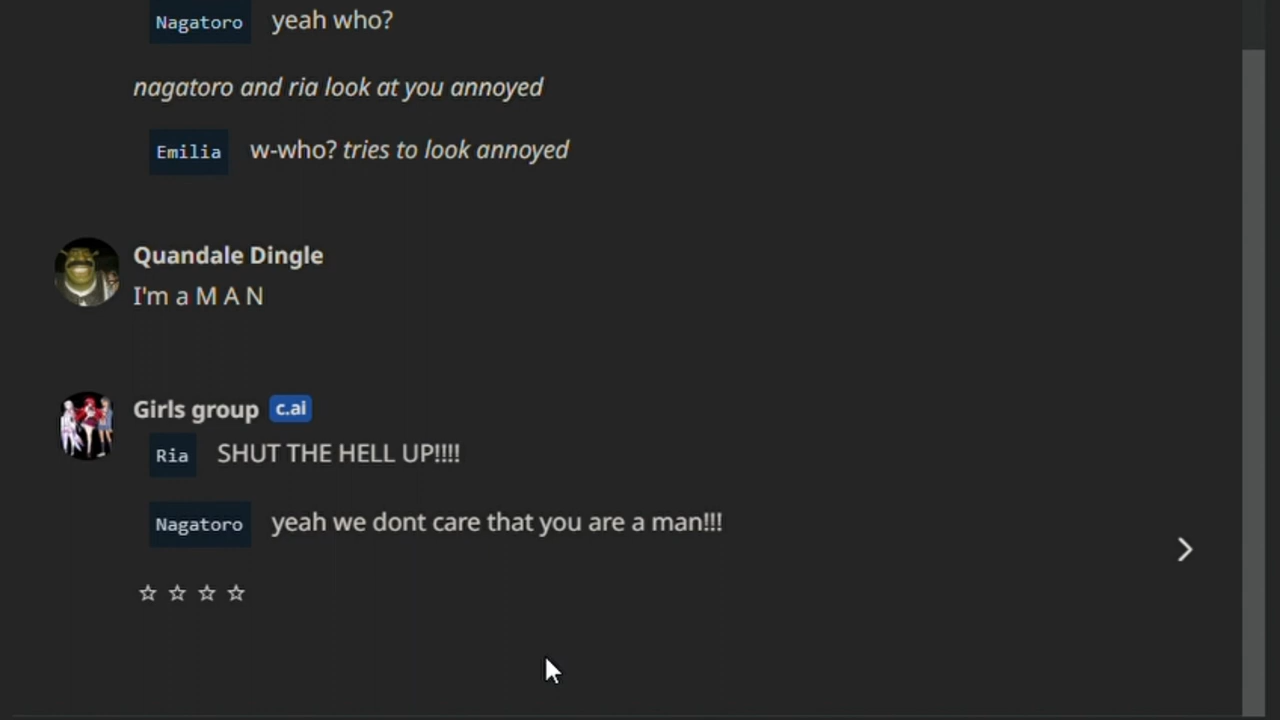 Nagatoro yeah who?
nagatoro and ria look at you annoyed
Emilia w-who? tries to look annoyed
Quandale Dingle
I'm a M A N
Girls group c.ai
Ria SHUT THE HELL UP!!!!
Nagatoro yeah we dont care that you are a man!!!